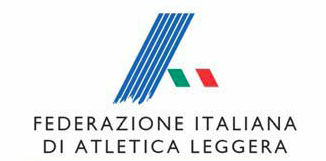 FEDERAZIONE ITALIANA
DI ATLETICA LEGGERA